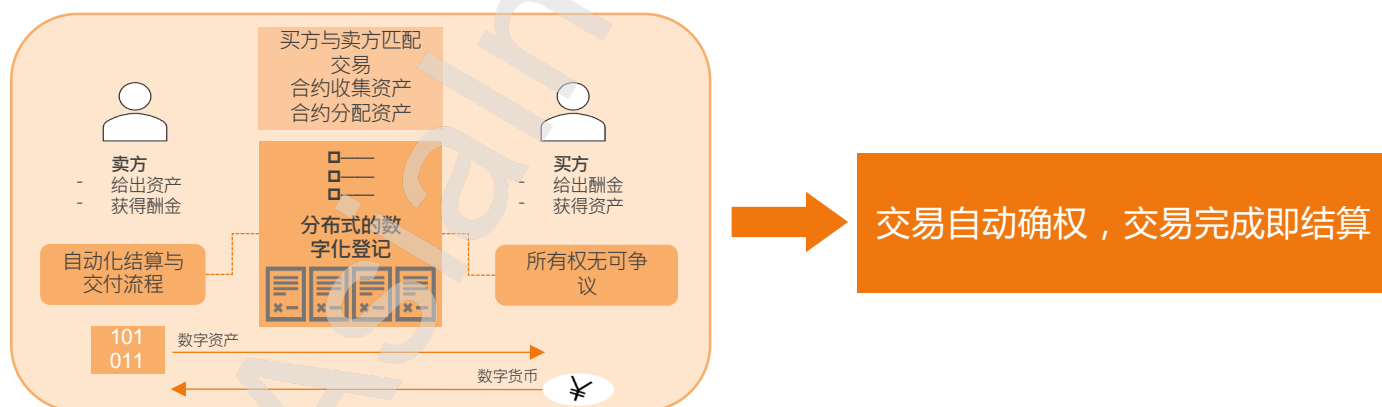 买方与卖方匹配
交易
合约收集资产
合约分配资产
卖方
- 给出资产
- 获得酬金
买方
- 给出酬金
- 获得资产
分布式的数
字化登记
自动化结算与
交付流程
所有权无可争
议
101
011
数字资产
数字货币
¥
交易自动确权，交易完成即结算